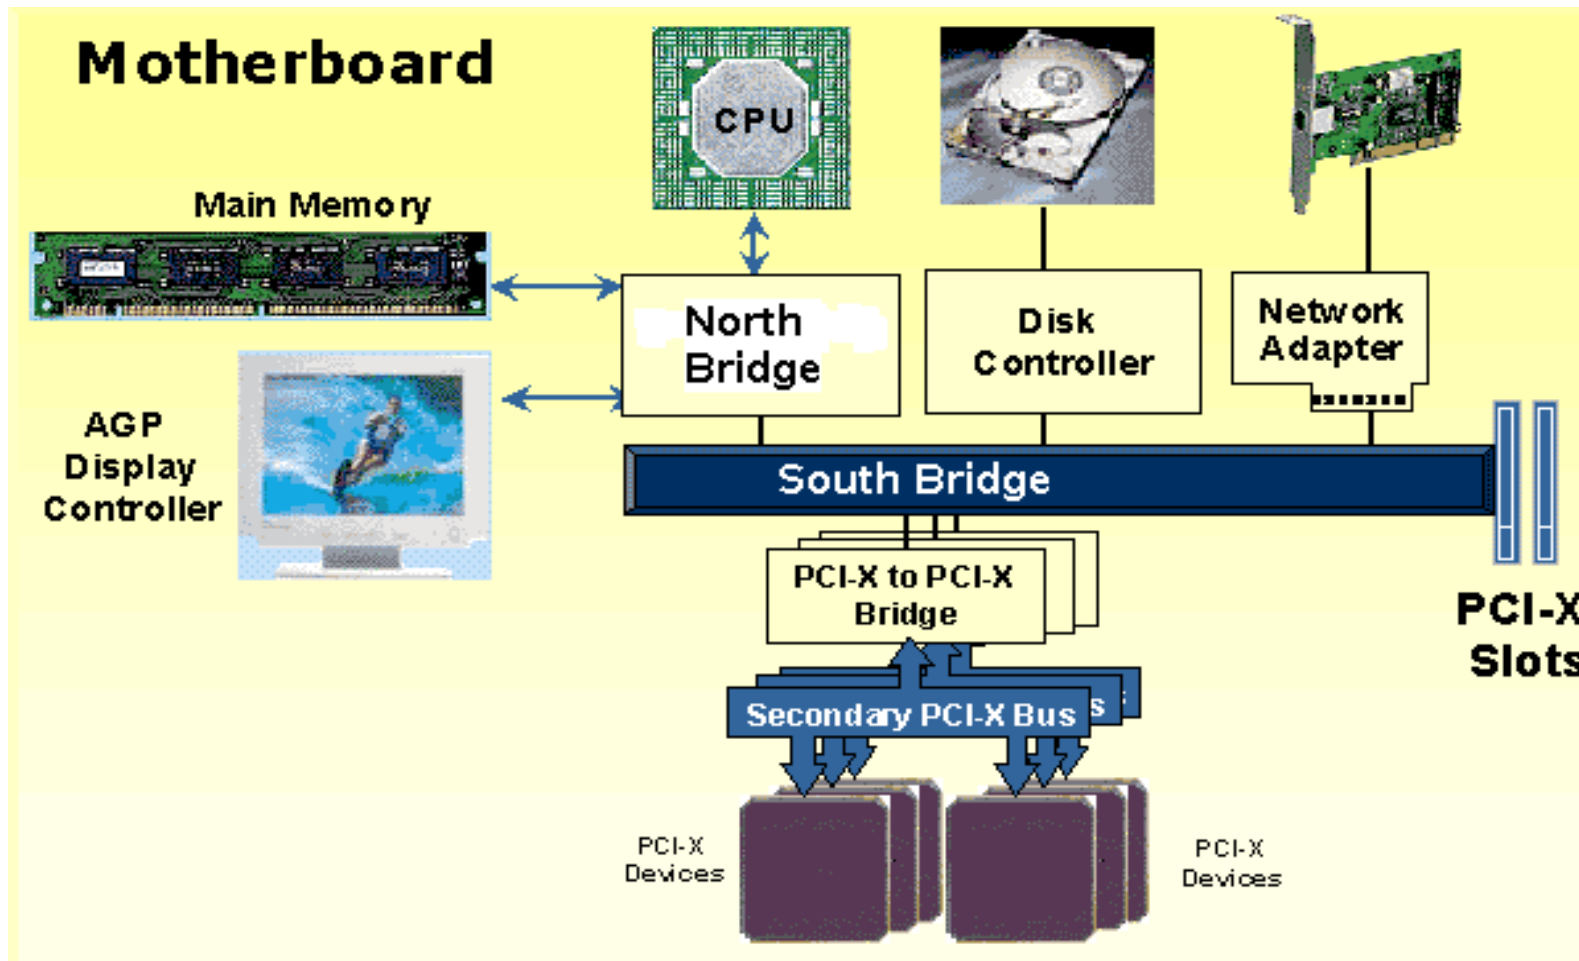 Motherboard
CPU
Main Memory
North
Bridge
Disk
Controller
Network
Adapter
AGP
Display
Controller
South Bridge
PCI-X to PCI-X
Bridge
PCI-X
Slots
Secondary PCI-X Bus
s
PCI-X
Devices
PCI-X
Devices